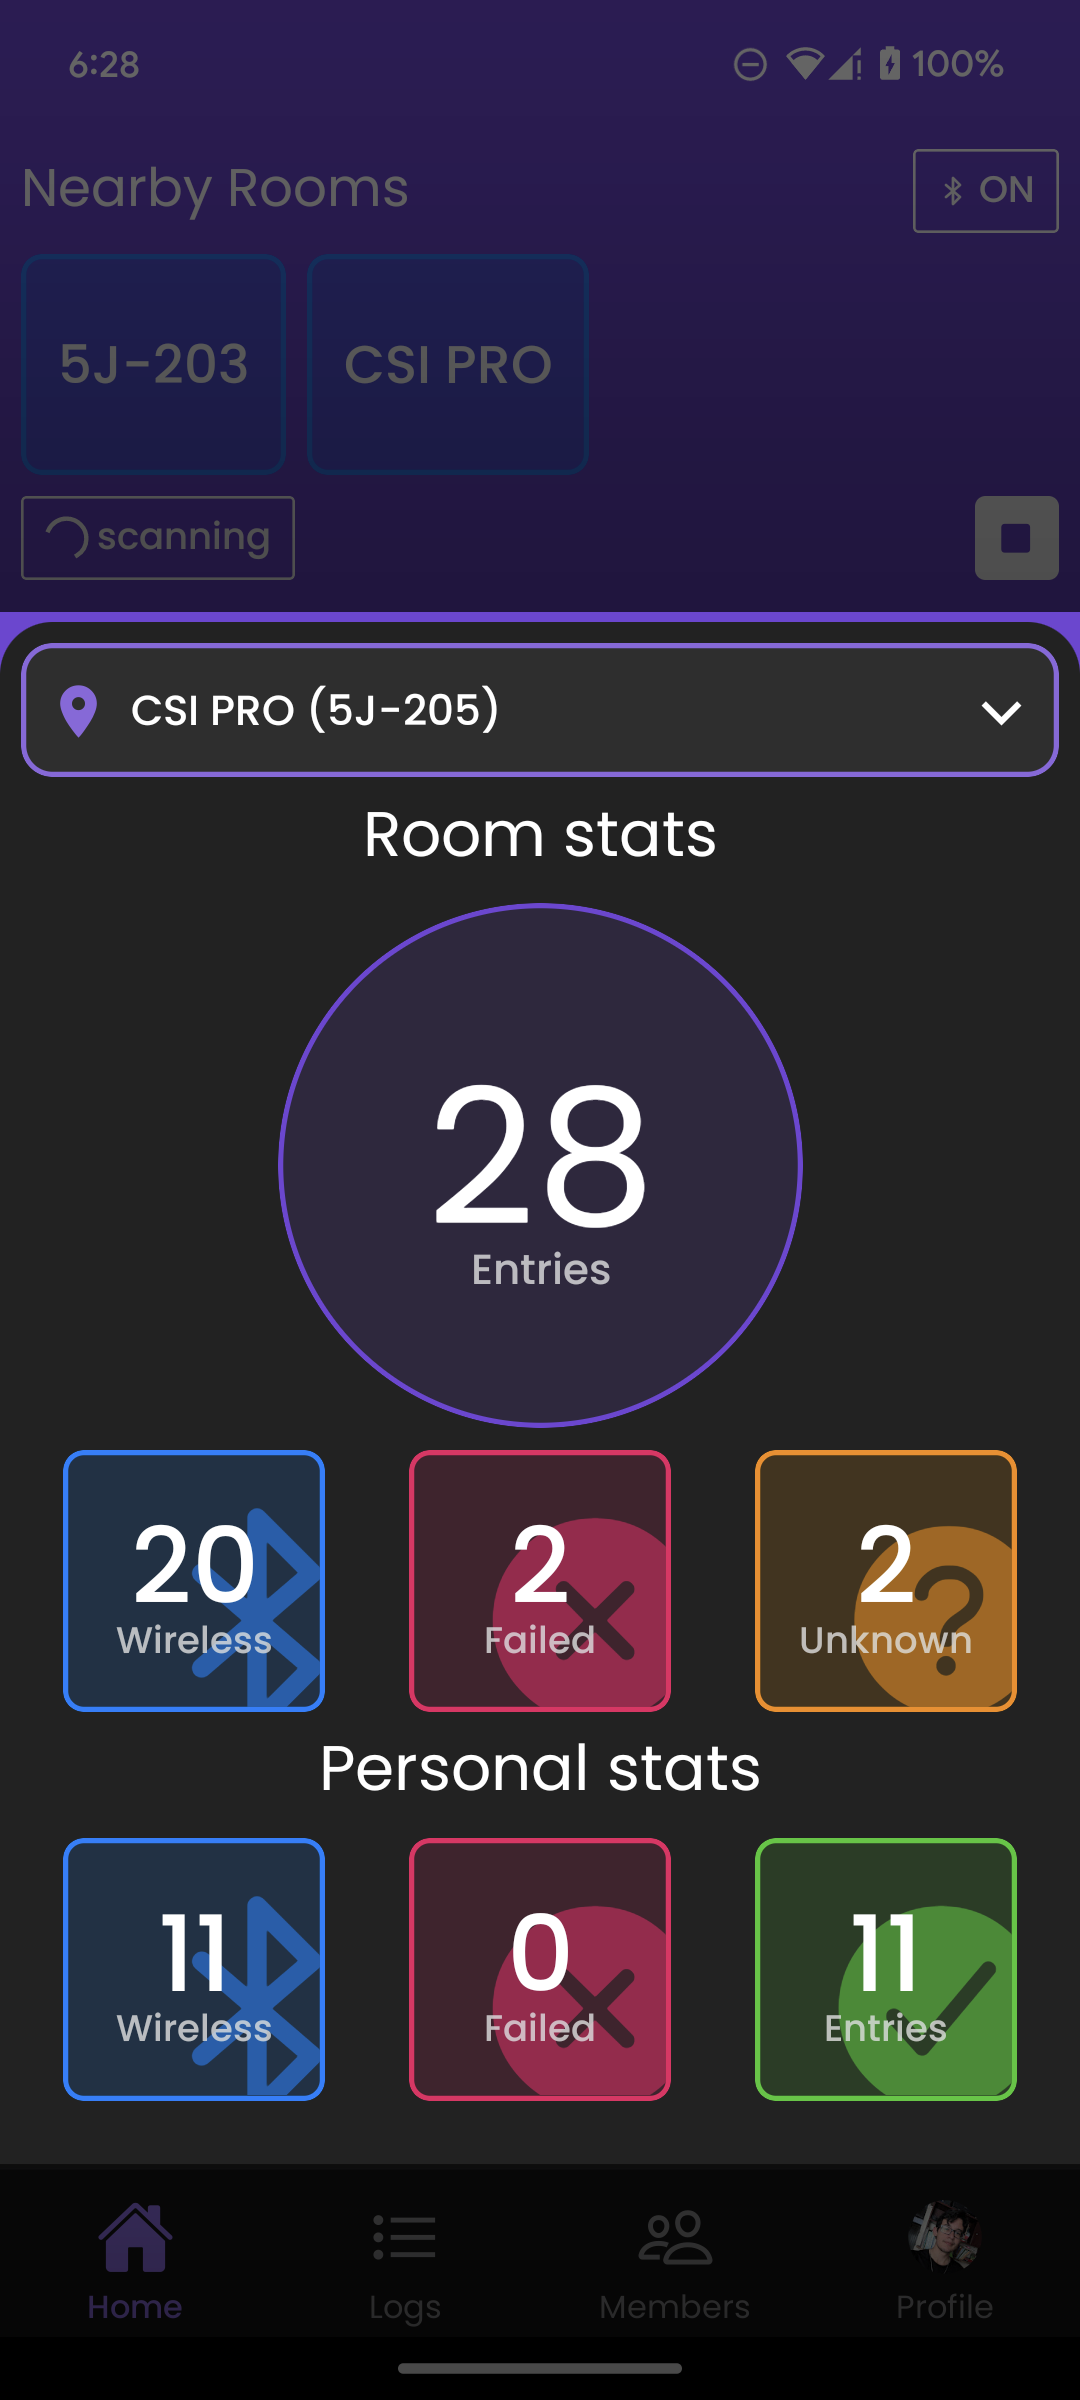 6:28
100%
Nearby Rooms
ON
5J-203
CSI PRO
scanning
CSI PRO (5J-205)
Room stats
28
Entries
20
Wireless
2
Failed
2
Unknown
Personal stats
11
Wireless
0
Failed
11
Entries
Home
Logs
Members
Profile